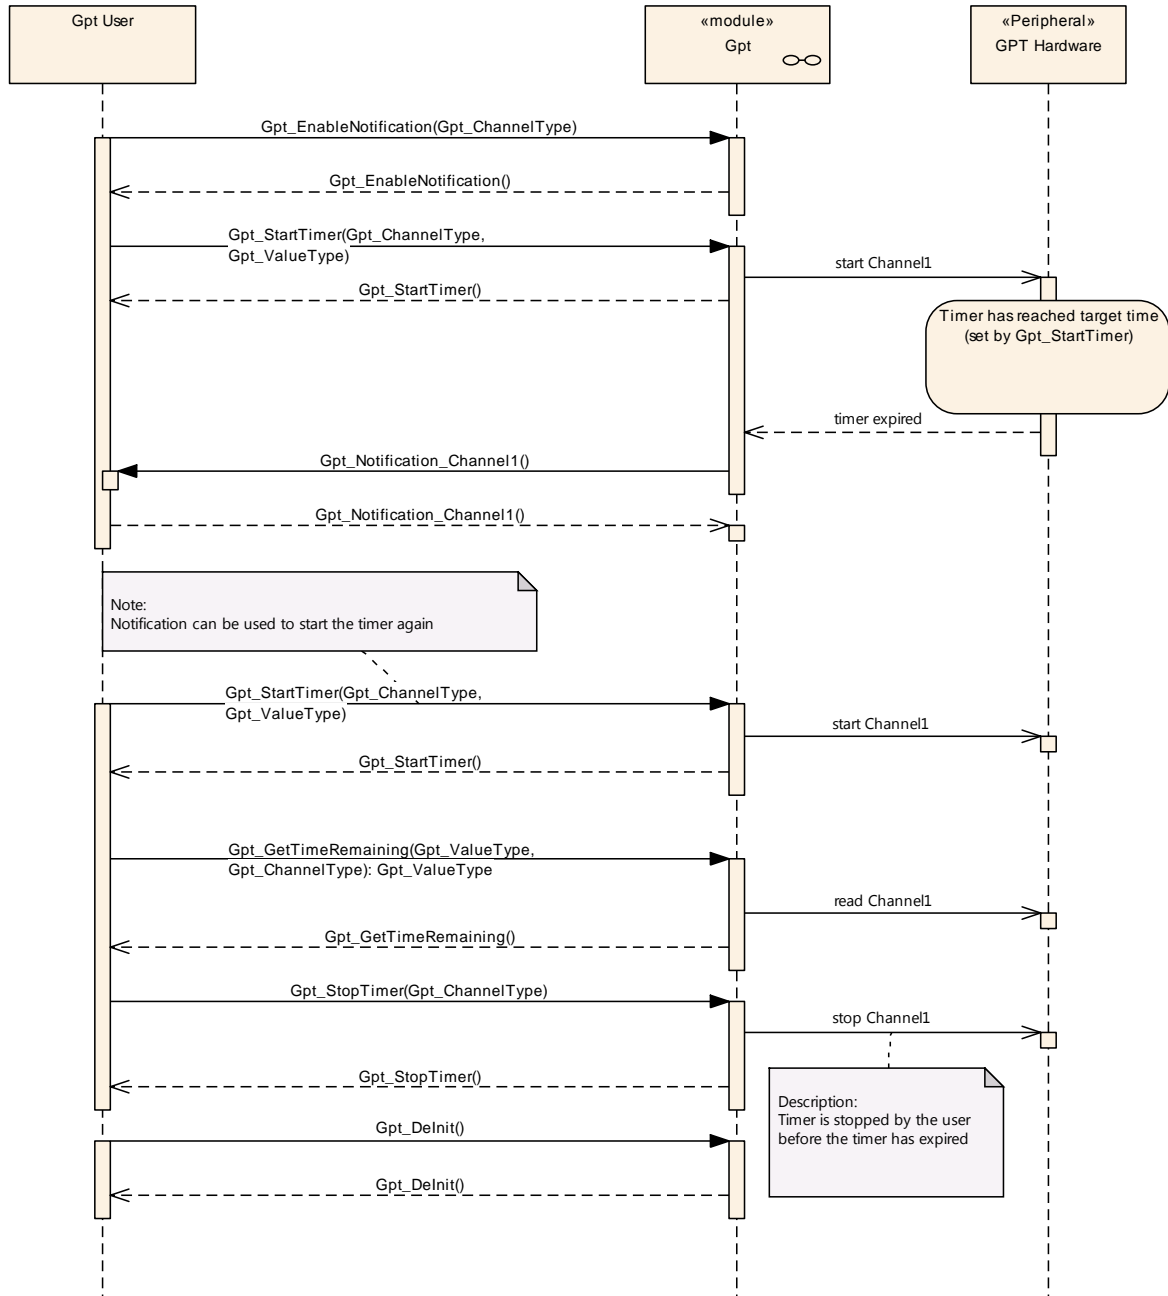 Gpt User
«module»
Gpt
«Peripheral»
GPT Hardware
Gpt_EnableNotification(Gpt_ChannelType)
Gpt_EnableNotification()
Gpt_StartTimer(Gpt_ChannelType,
Gpt_ValueType)
start Channel1
Gpt_StartTimer()
Timer has reached target time
(set by Gpt_StartTimer)
timer expired
Gpt_Notification_Channel1()
Gpt_Notification_Channel1()
Note:
Notification can be used to start the timer again
Gpt_StartTimer(Gpt_ChannelType,
Gpt_ValueType)
start Channel1
Gpt_StartTimer()
Gpt_GetTimeRemaining(Gpt_ValueType,
Gpt_ChannelType): Gpt_ValueType
read Channel1
Gpt_GetTimeRemaining()
Gpt_StopTimer(Gpt_ChannelType)
stop Channel1
Gpt_StopTimer()
Description:
Timer is stopped by the user
before the timer has expired
Gpt_DeInit()
Gpt_DeInit()